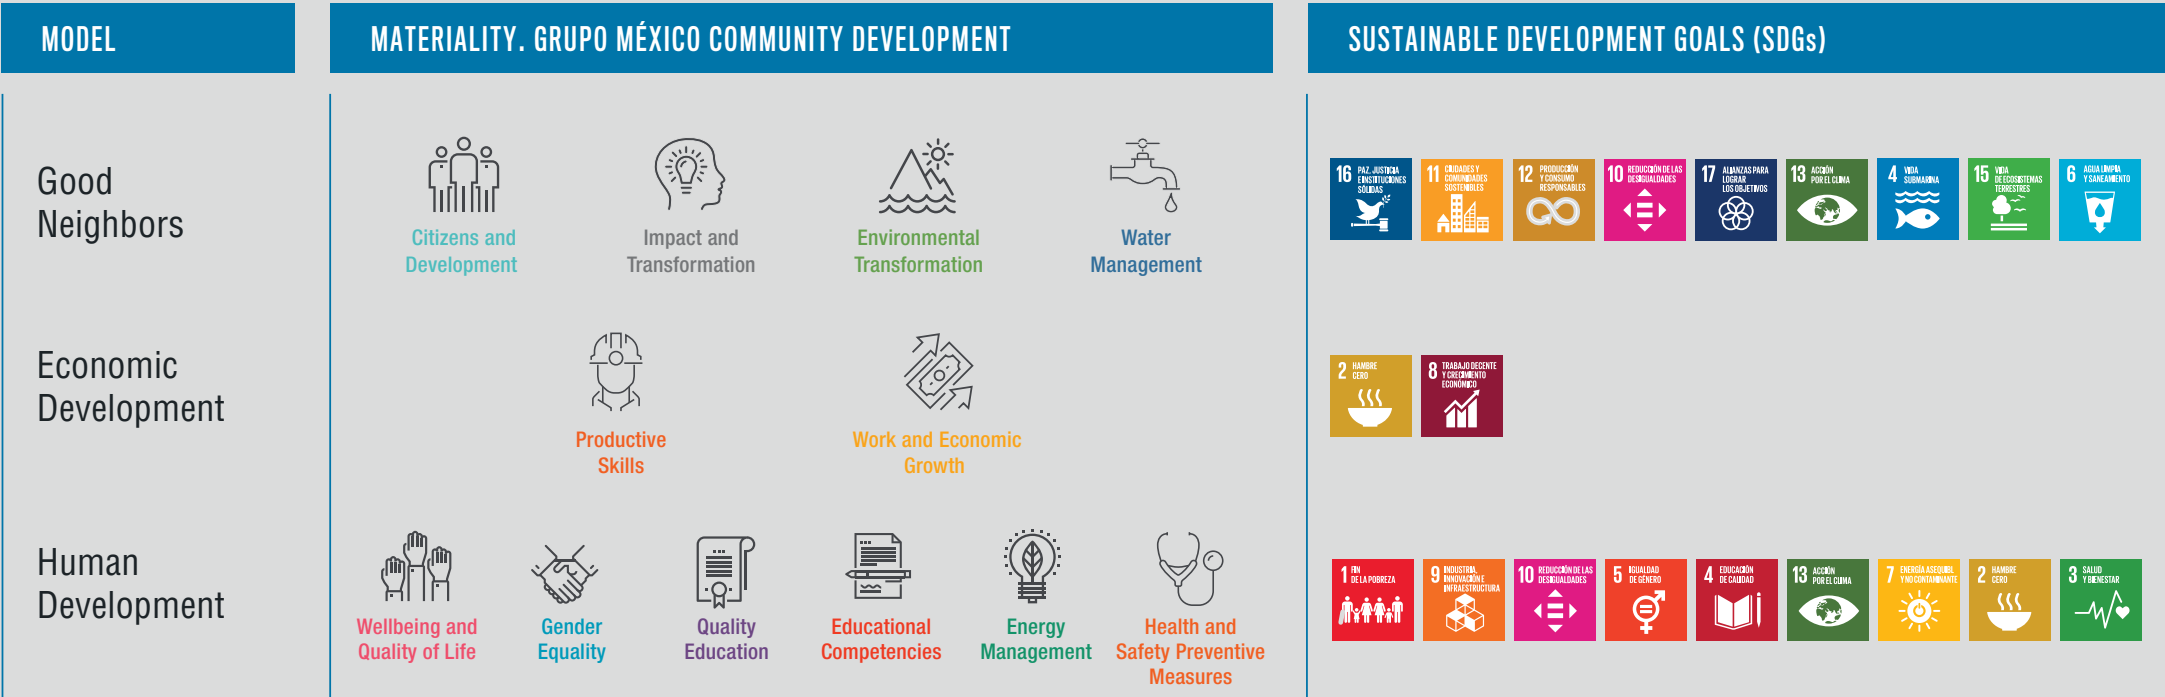 MODEL
MATERIALITY. GRUPO MÉXICO COMMUNITY DEVELOPMENT
SUSTAINABLE DEVELOPMENT GOALS (SDGs)
Good
Neighbors
Citizens and
Development
Impact and
Transformation
Environmental
Transformation
Water
Management
16 PAZ, JUSTICIA
E INSTITUCIONES
SÓLIDAS
11 CIUDADES Y
COMUNIDADES
SOSTENIBLES
12 PRODUCCIÓN
Y CONSUMO
RESPONSABLES
10 REDUCCIÓN DE LAS
DESIGUALDADES
17 ALIANZAS PARA
LOGRAR
LOS OBJETIVOS
13 ACCIÓN
POR EL CLIMA
4 VIDA
SUBMARINA
15 VIDA
DE ECOSISTEMAS
TERRESTRES
6 AGUA LIMPIA
Y SANEAMIENTO
Economic
Development
Productive
Skills
Work and Economic
Growth
2 HAMBRE
CERO
8 TRABAJO DECENTE
Y CRECIMIENTO
ECONÓMICO
Human
Development
Wellbeing and
Quality of Life
Gender
Equality
Quality
Education
Educational
Competencies
Energy
Management
Health and
Safety Preventive
Measures
1 FIN
DE LA POBREZA
9 INDUSTRIA,
INNOVACIÓN E
INFRAESTRUCTURA
10 REDUCCIÓN DE LAS
DESIGUALDADES
5 IGUALDAD
DE GÉNERO
4 EDUCACIÓN
DE CALIDAD
13 ACCIÓN
POR EL CLIMA
7 ENERGÍA ASEQUIBLE
Y NO CONTAMINANTE
2 HAMBRE
CERO
3 SALUD
Y BIENESTAR